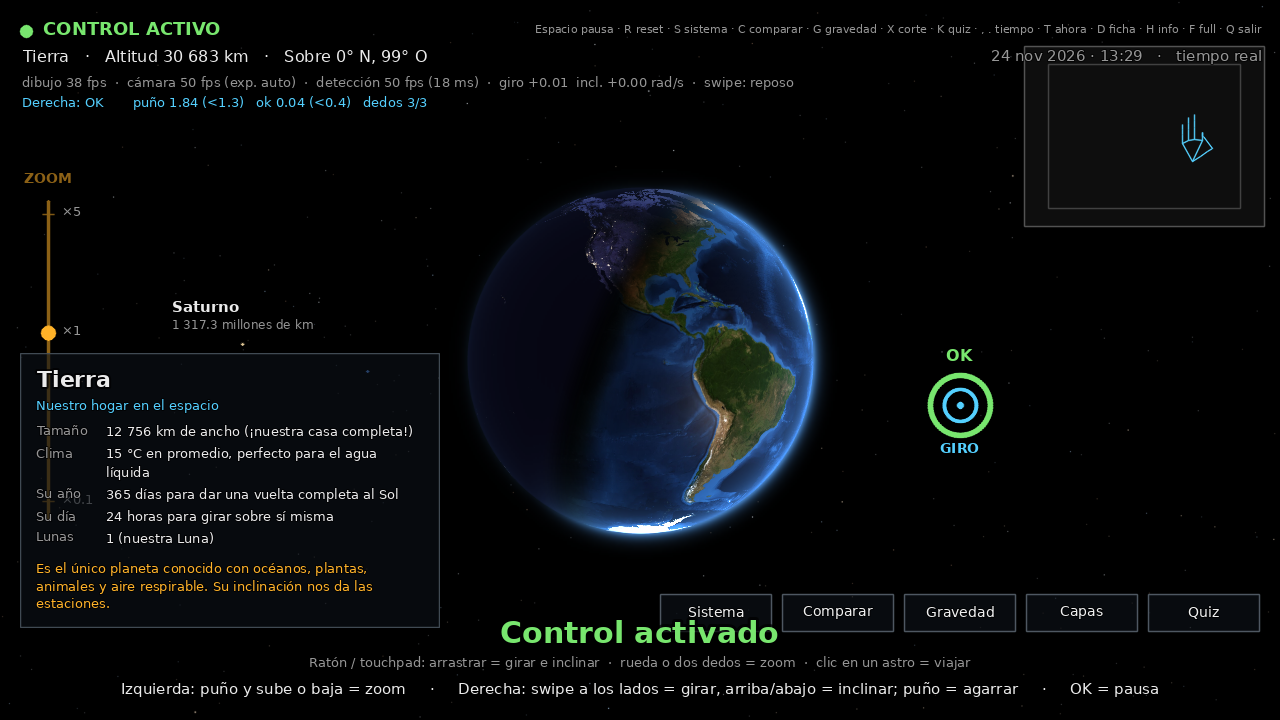 CONTROL ACTIVO
Espacio pausa · R reset · S sistema · C comparar · G gravedad · X corte · K quiz · , . tiempo · T ahora · D ficha · H info · F full · Q salir
Tierra · Altitud 30 683 km · Sobre 0° N, 99° O
24 nov 2026 · 13:29 · tiempo real
dibujo 38 fps · cámara 50 fps (exp. auto) · detección 50 fps (18 ms) · giro +0.01 incl. +0.00 rad/s · swipe: reposo
Derecha: OK puño 1.84 (<1.3) ok 0.04 (<0.4) dedos 3/3
ZOOM
×5
×1
×0.1
Saturno
1 317.3 millones de km
OK
GIRO
Tierra
Nuestro hogar en el espacio
Tamaño 12 756 km de ancho (¡nuestra casa completa!)
Clima 15 °C en promedio, perfecto para el agua
líquida
Su año 365 días para dar una vuelta completa al Sol
Su día 24 horas para girar sobre sí misma
Lunas 1 (nuestra Luna)
Es el único planeta conocido con océanos, plantas,
animales y aire respirable. Su inclinación nos da las
estaciones.
Sistema Comparar Gravedad Capas Quiz
Control activado
Ratón / touchpad: arrastrar = girar e inclinar · rueda o dos dedos = zoom · clic en un astro = viajar
Izquierda: puño y sube o baja = zoom · Derecha: swipe a los lados = girar, arriba/abajo = inclinar; puño = agarrar · OK = pausa